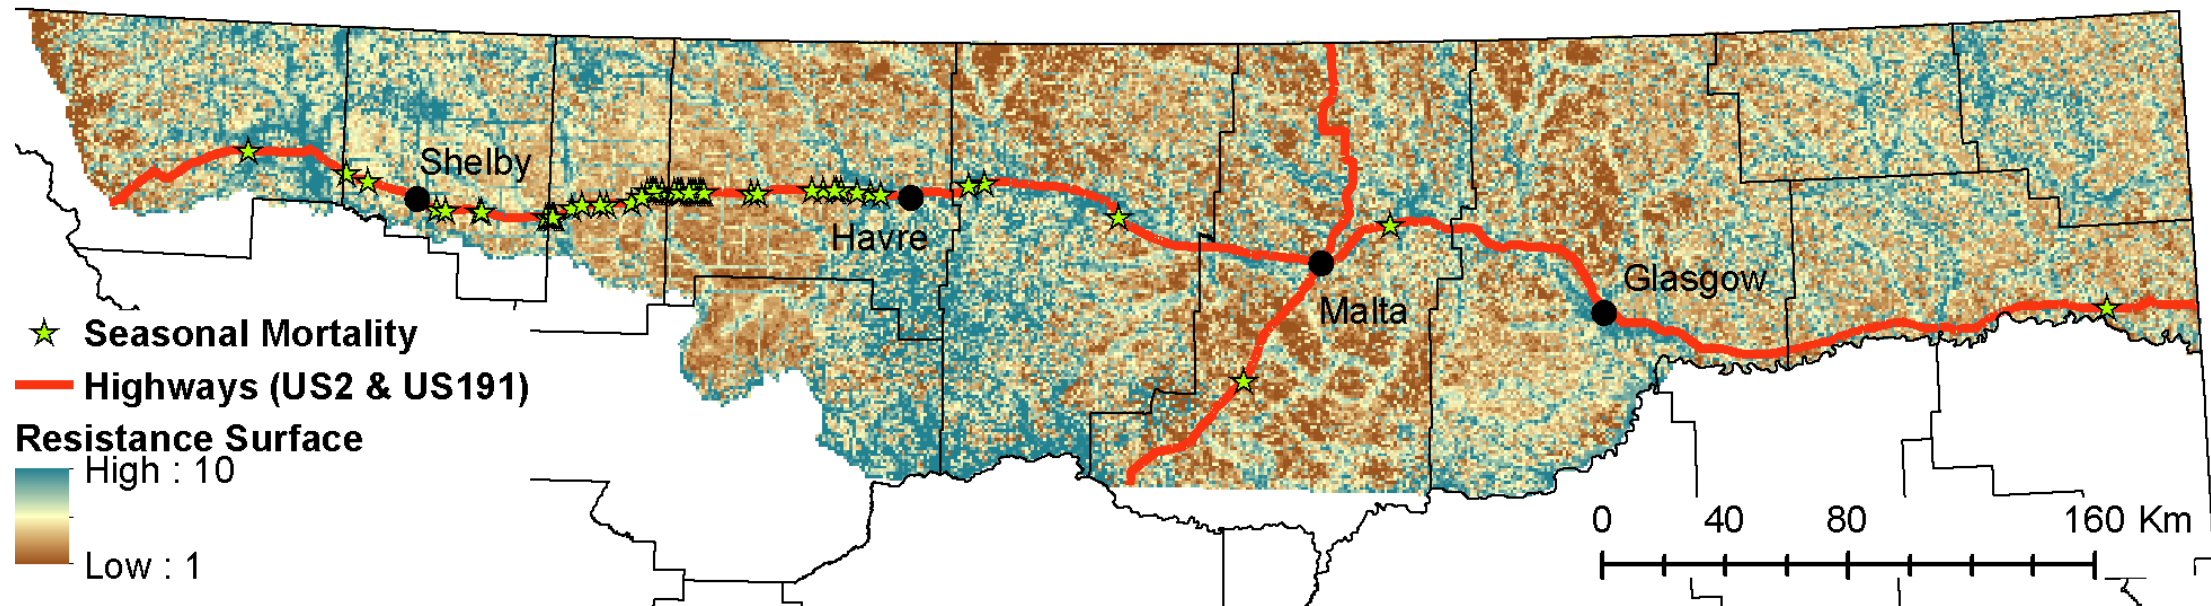 Shelby
Havre
Malta
Glasgow
Seasonal Mortality
Highways (US2 & US191)
Resistance Surface
High : 10
Low : 1
0 40 80 160 Km